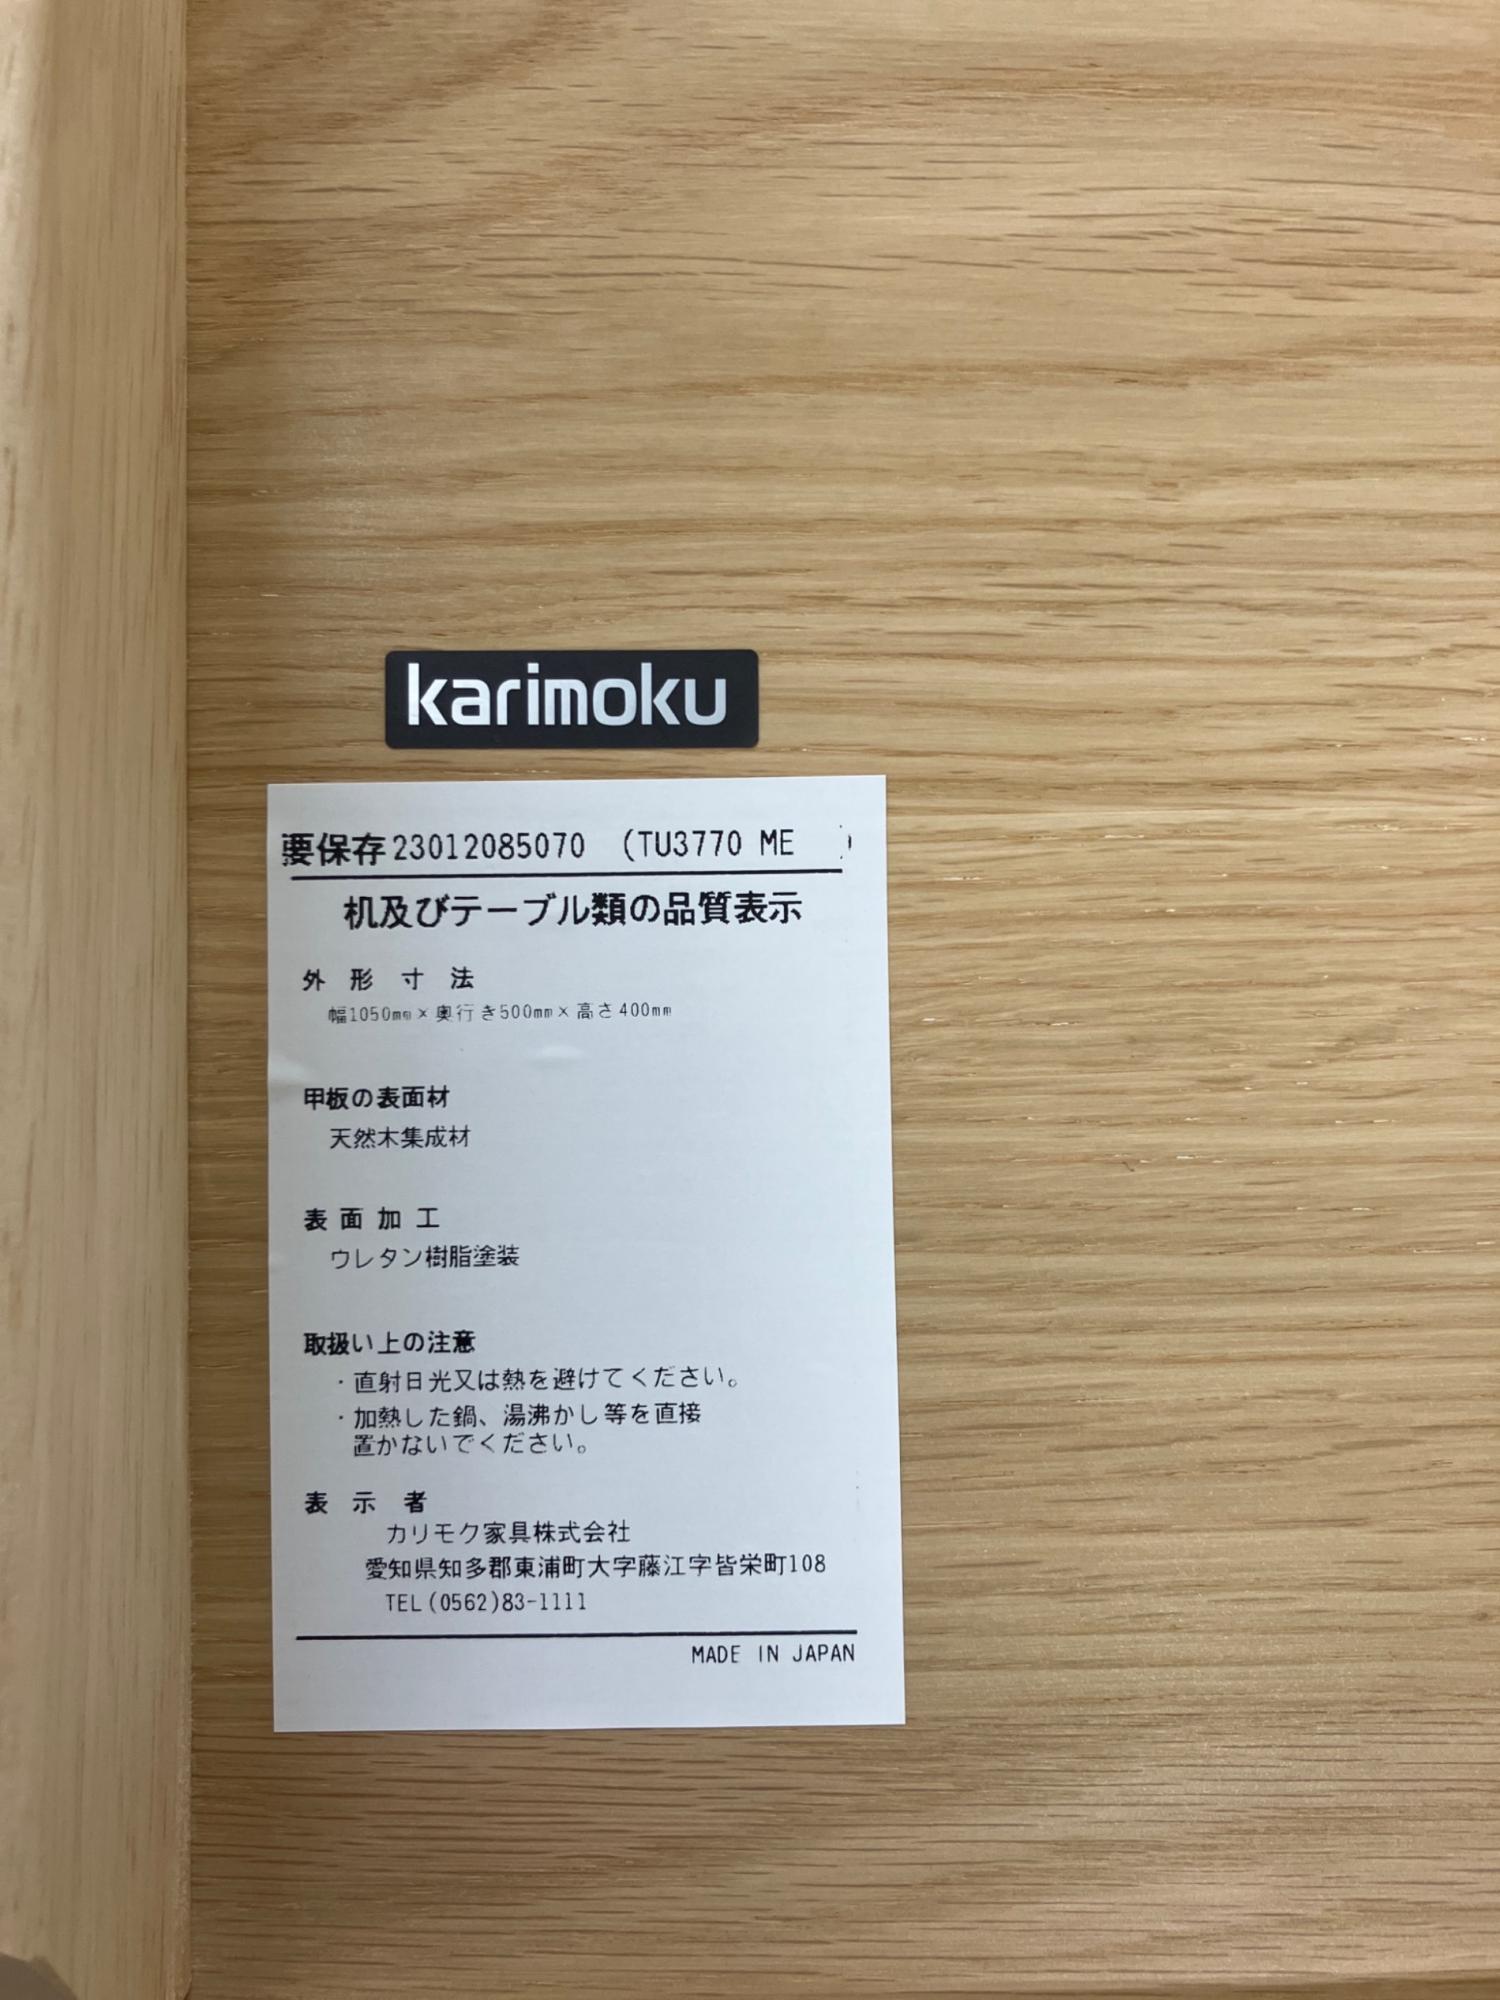 karimoku
要保存23012085070 (TU3770 ME )
机及びテーブル類の品質表示
外 形 寸 法
幅1050mm×奥行き500mm×高さ400mm
甲板の表面材
天然木集成材
表 面 加 工
ウレタン樹脂塗装
取扱い上の注意
・直射日光又は熱を避けてください。
・加熱した鍋、湯沸かし等を直接
置かないでください。
表 示 者
カリモク家具株式会社
愛知県知多郡東浦町大字藤江字皆栄町108
TEL(0562)83-1111
MADE IN JAPAN